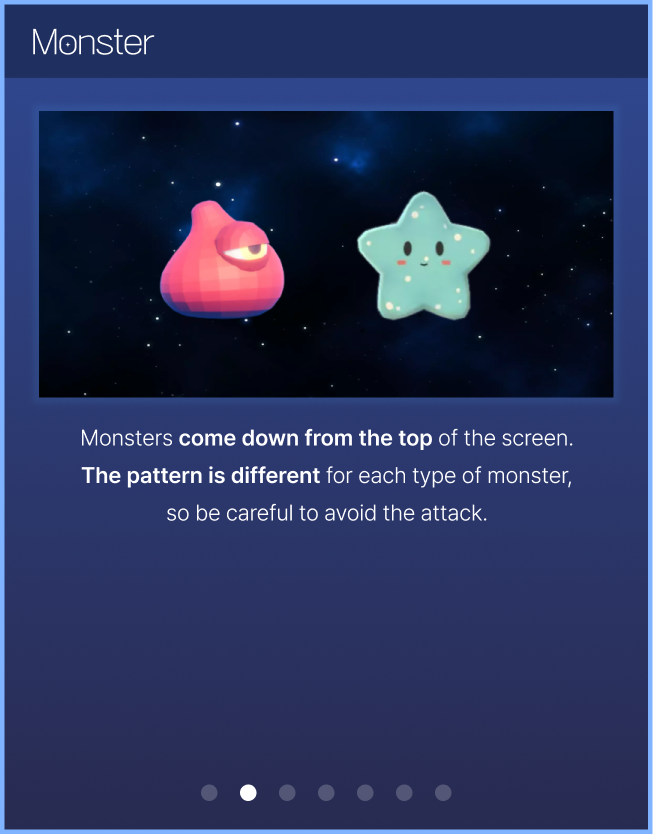 Monster
Monsters come down from the top of the screen.
The pattern is different for each type of monster,
so be careful to avoid the attack.